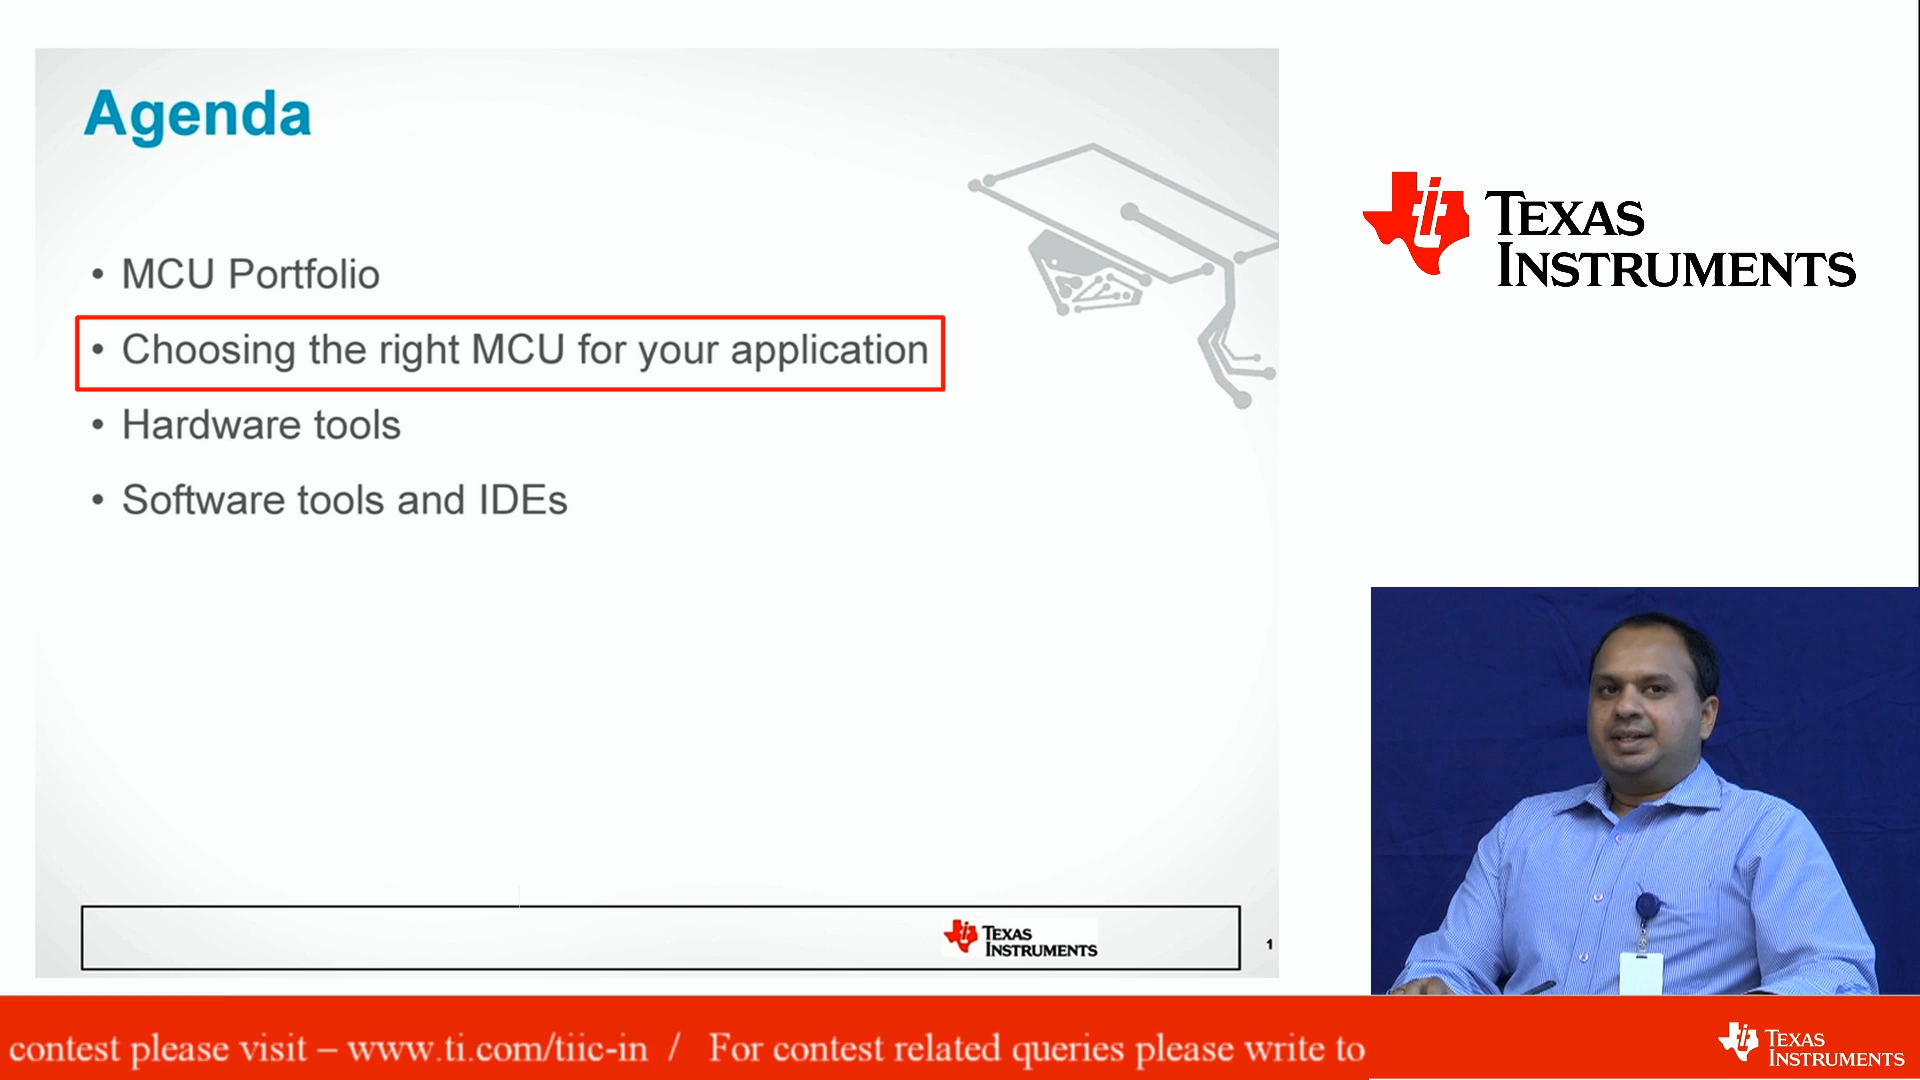 Agenda
• MCU Portfolio
• Choosing the right MCU for your application
• Hardware tools
• Software tools and IDEs
TEXAS
INSTRUMENTS
1
TEXAS
INSTRUMENTS
contest please visit – www.ti.com/tiic-in / For contest related queries please write to
TEXAS
INSTRUMENTS